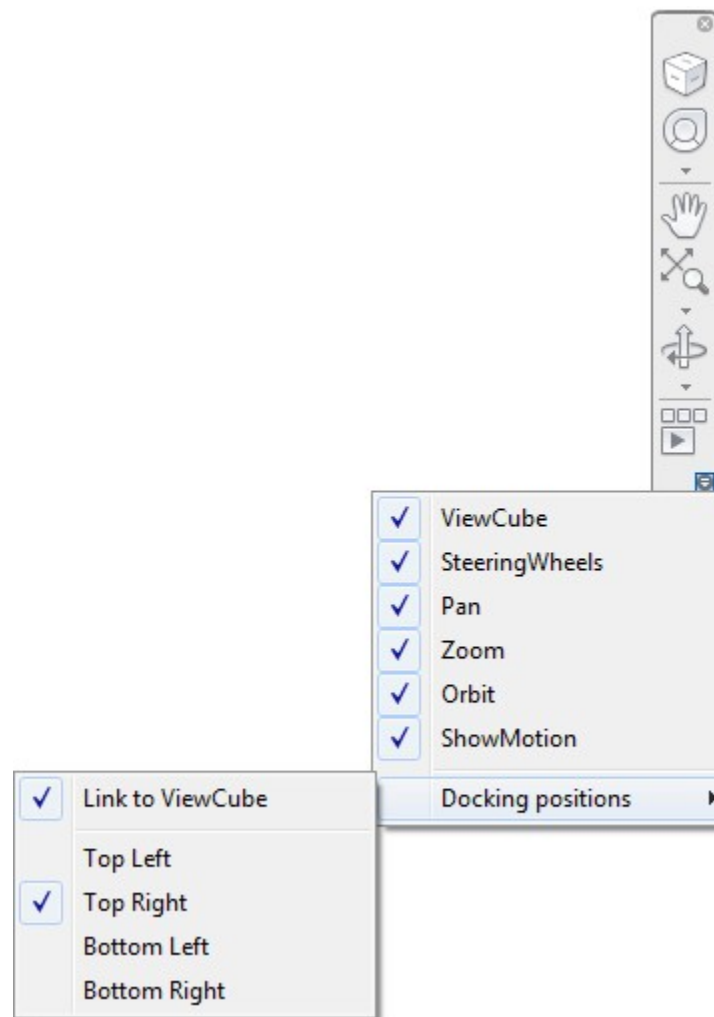 ViewCube
SteeringWheels
Pan
Zoom
Orbit
ShowMotion
Docking positions
Link to ViewCube
Top Left
Top Right
Bottom Left
Bottom Right